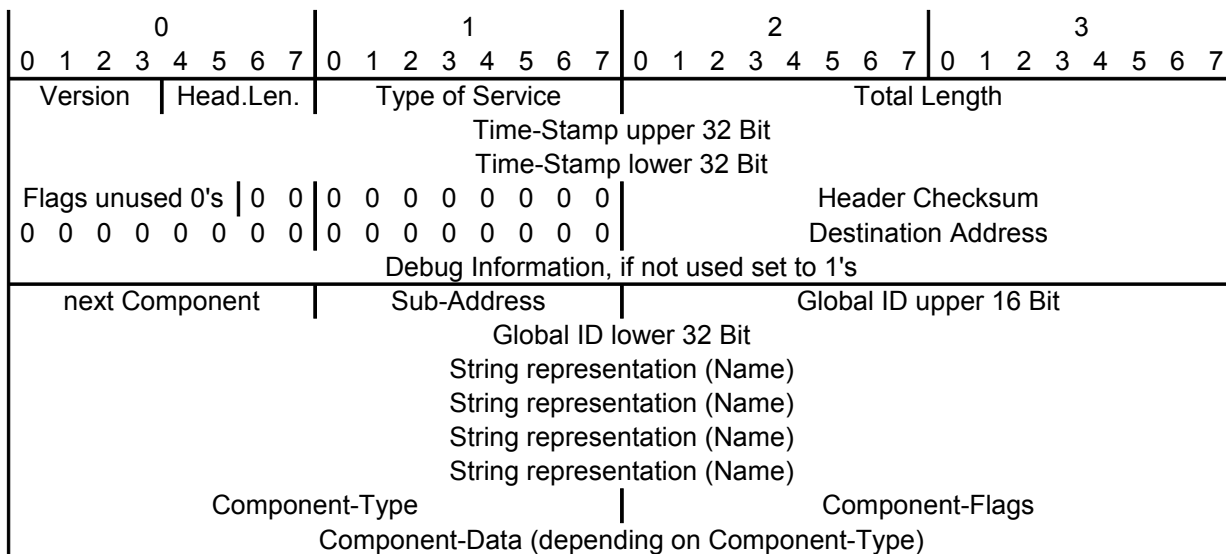 0 1 2 3
0 1 2 3 4 5 6 7 0 1 2 3 4 5 6 7 0 1 2 3 4 5 6 7 0 1 2 3 4 5 6 7
Version Head.Len. Type of Service Total Length
Time-Stamp upper 32 Bit
Time-Stamp lower 32 Bit
Flags unused 0's 0 0 0 0 0 0 0 0 0 0 Header Checksum
0 0 0 0 0 0 0 0 0 0 0 0 0 0 0 0 Destination Address
Debug Information, if not used set to 1's
next Component Sub-Address Global ID upper 16 Bit
Global ID lower 32 Bit
String representation (Name)
String representation (Name)
String representation (Name)
String representation (Name)
Component-Type Component-Flags
Component-Data (depending on Component-Type)